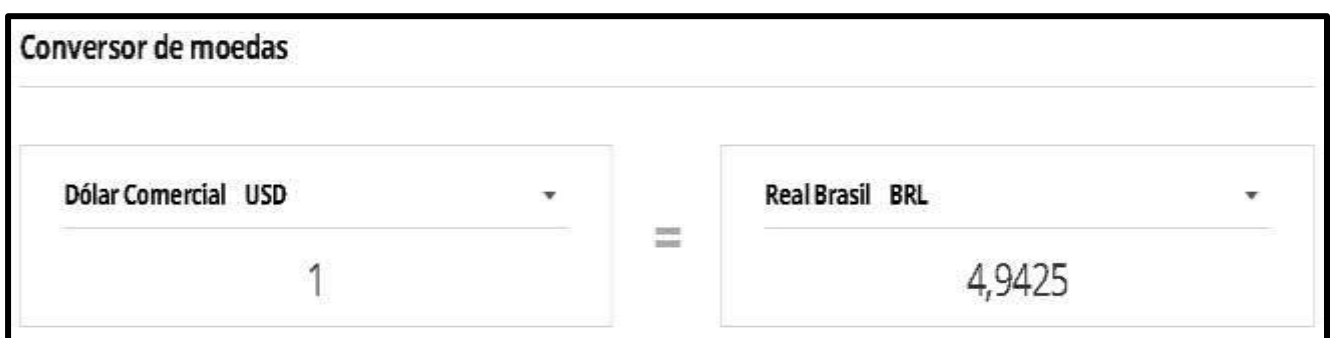 Conversor de moedas
Dólar Comercial USD
Real Brasil BRL
=
1
4,9425